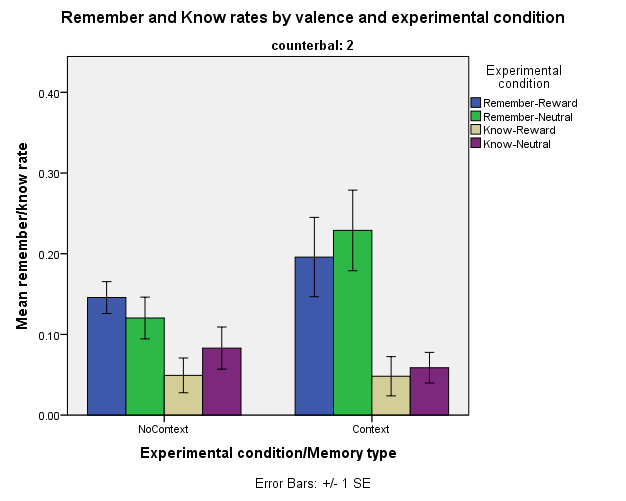 Remember and Know rates by valence and experimental condition
counterbal: 2
Experimental
condition
Remember-Reward
Remember-Neutral
Know-Reward
Know-Neutral
Mean remember/know rate
0.40
0.30
0.20
0.10
0.00
NoContext
Context
Experimental condition/Memory type
Error Bars: +/- 1 SE